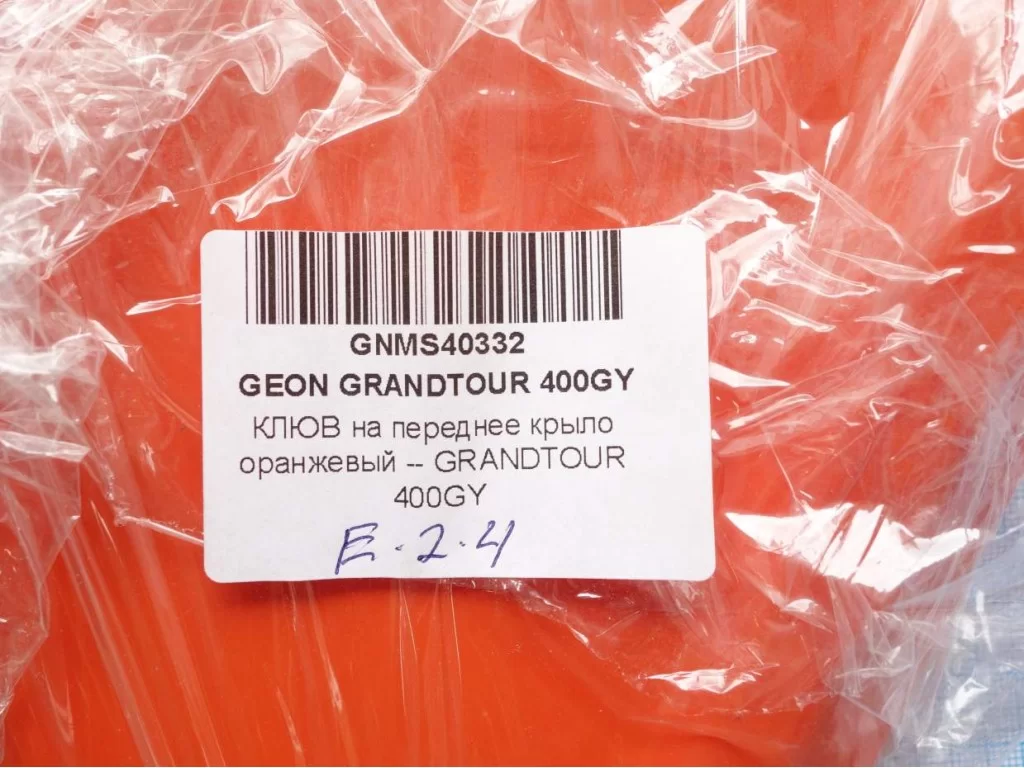 GNMS40332
GEON GRANDTOUR 400GY
КЛЮВ на переднее крыло
оранжевый -- GRANDTOUR
400GY
E.2.4